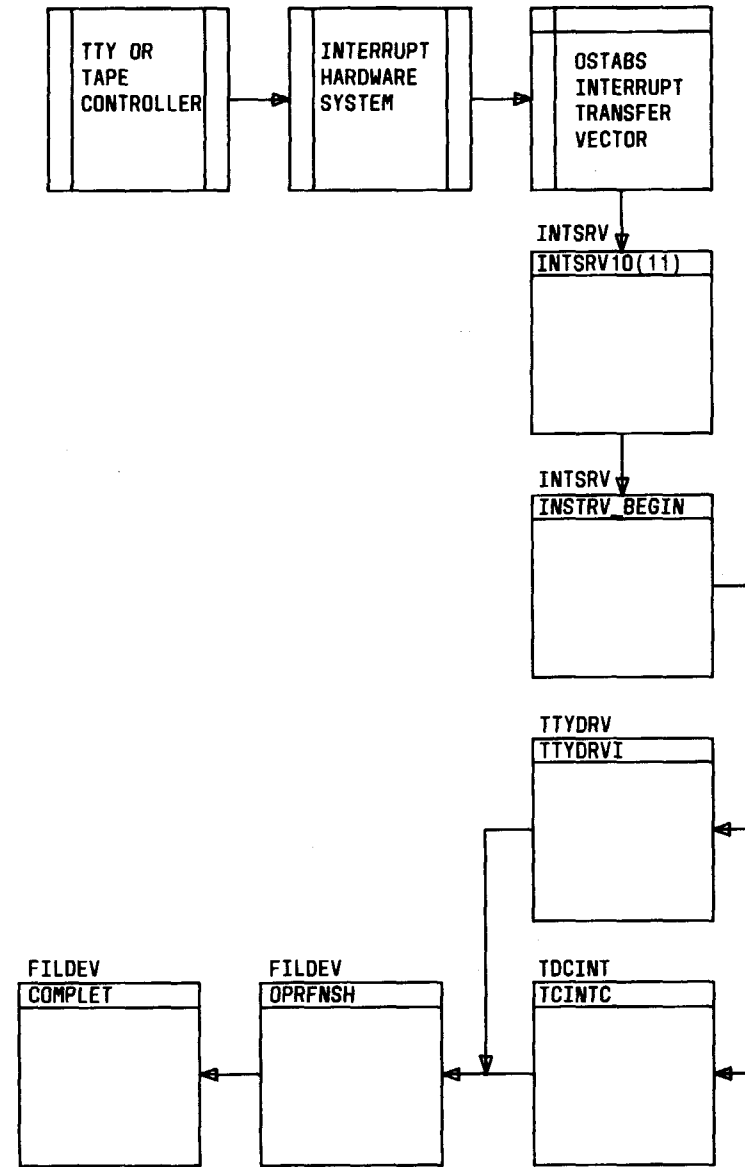 TTY OR
TAPE
CONTROLLER
INTERRUPT
HARDWARE
SYSTEM
OSTABS
INTERRUPT
TRANSFER
VECTOR
INTSRV
INTSRV10(11)
INTSRV
INSTRV_BEGIN
TTYDRV
TTYDRVI
FILDEV
COMPLET
FILDEV
OPRFNSH
TDCINT
TCINTC